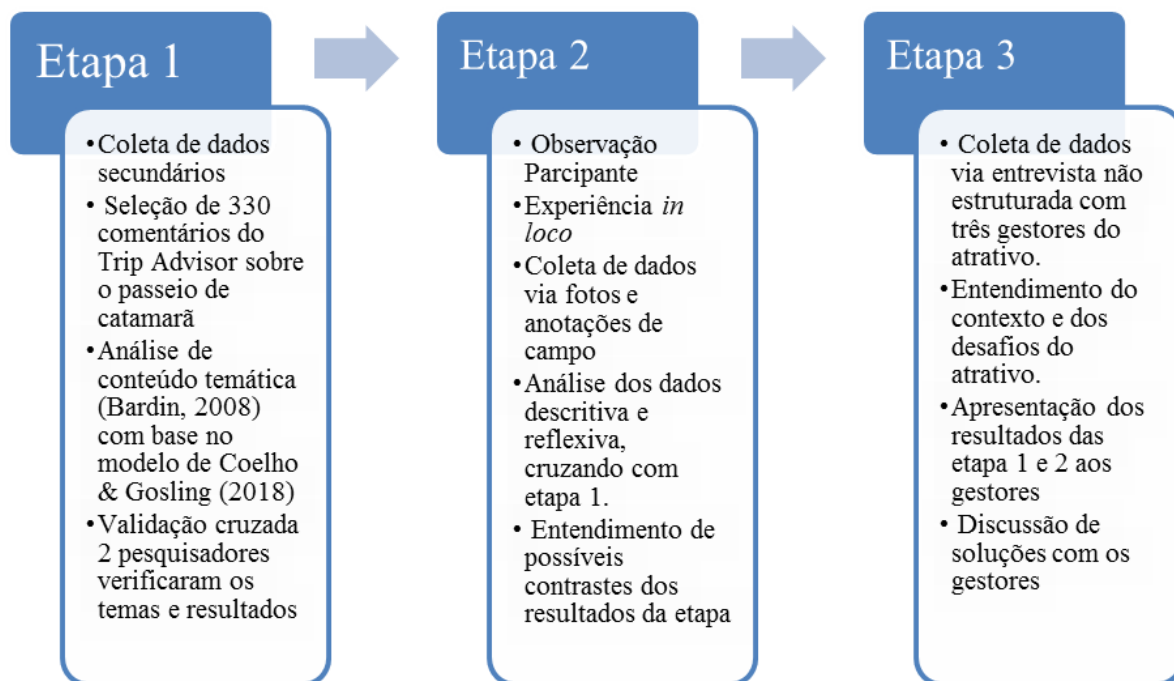 Etapa 1
•Coleta de dados
secundários
• Seleção de 330
comentários do
Trip Advisor sobre
o passeio de
catamarã
•Análise de
conteúdo temática
(Bardin, 2008)
com base no
modelo de Coelho
& Gosling (2018)
•Validação cruzada
2 pesquisadores
verificaram os
temas e resultados
Etapa 2
• Observação
Parcipante
•Experiência in
loco
•Coleta de dados
via fotos e
anotações de
campo
•Análise dos dados
descritiva e
reflexiva,
cruzando com
etapa 1.
• Entendimento de
possíveis
contrastes dos
resultados da etapa
Etapa 3
• Coleta de dados
via entrevista não
estruturada com
três gestores do
atrativo.
•Entendimento do
contexto e dos
desafios do
atrativo.
•Apresentação dos
resultados das
etapa 1 e 2 aos
gestores
• Discussão de
soluções com os
gestores